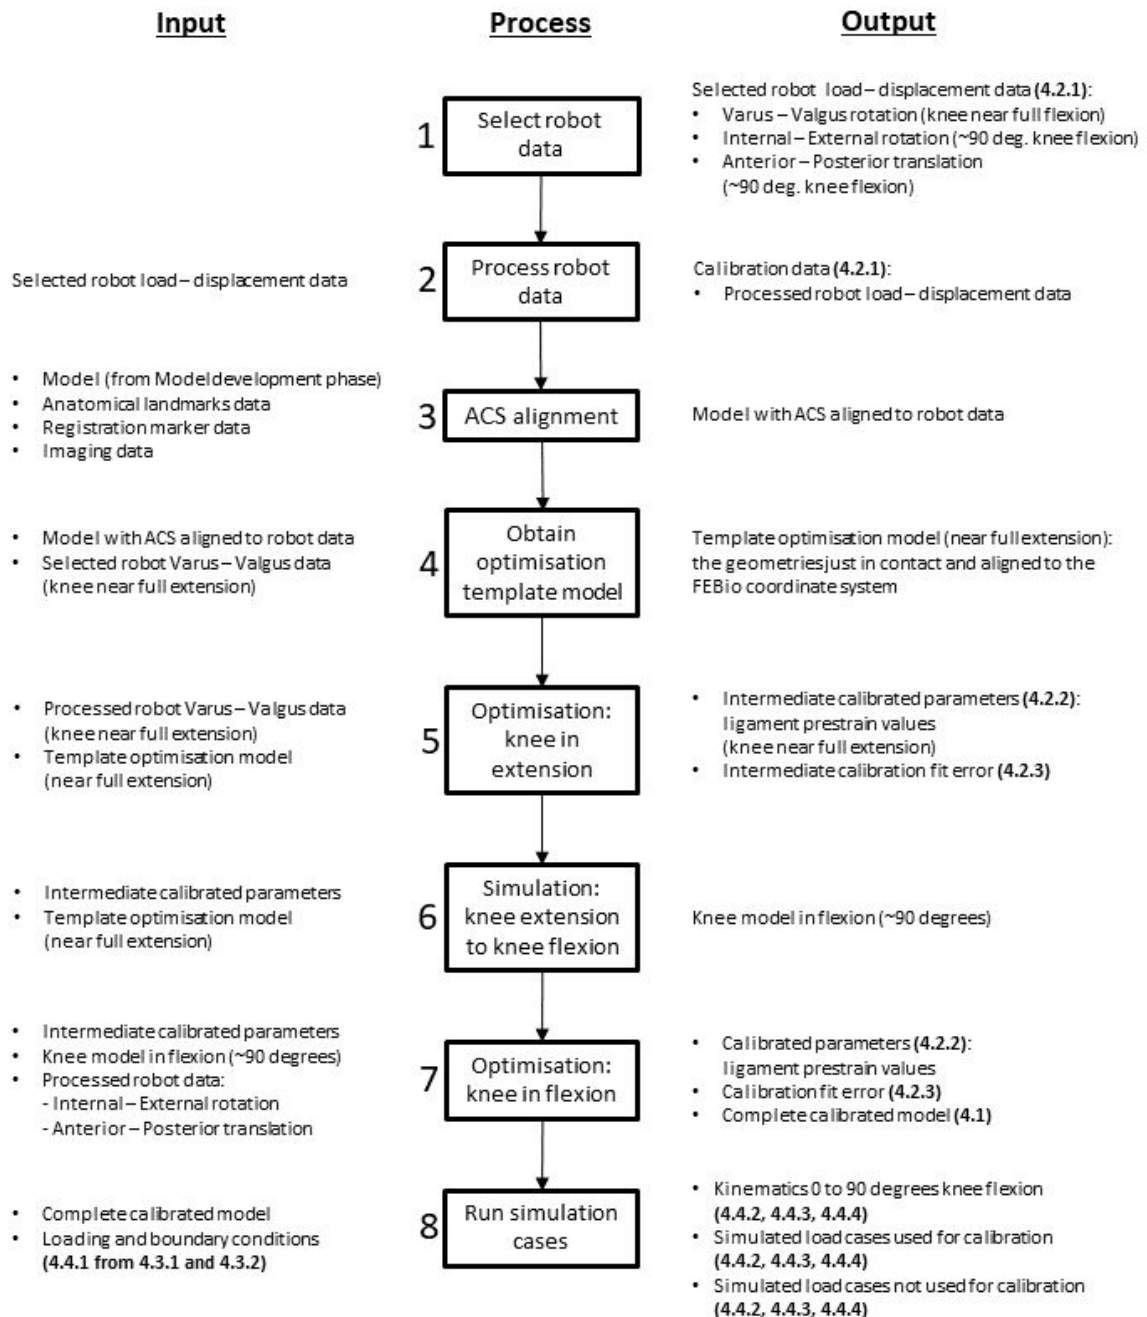 Input
Process
Output
1
Select robot
data
Selected robot load – displacement data (4.2.1):
• Varus – Valgus rotation (knee near full flexion)
• Internal – External rotation (~90 deg. knee flexion)
• Anterior – Posterior translation
(~90 deg. knee flexion)
Selected robot load – displacement data
2
Process robot
data
Calibration data (4.2.1):
• Processed robot load – displacement data
• Model (from Model development phase)
• Anatomical landmarks data
• Registration marker data
• Imaging data
3
ACS alignment
Model with ACS aligned to robot data
• Model with ACS aligned to robot data
• Selected robot Varus – Valgus data
(knee near full extension)
4
Obtain
optimisation
template model
Template optimisation model (near full extension):
the geometries just in contact and aligned to the
FEBio coordinate system
• Processed robot Varus – Valgus data
(knee near full extension)
• Template optimisation model
(near full extension)
5
Optimisation:
knee in
extension
• Intermediate calibrated parameters (4.2.2):
ligament prestrain values
(knee near full extension)
• Intermediate calibration fit error (4.2.3)
• Intermediate calibrated parameters
• Template optimisation model
(near full extension)
6
Simulation:
knee extension
to knee flexion
Knee model in flexion (~90 degrees)
• Intermediate calibrated parameters
• Knee model in flexion (~90 degrees)
• Processed robot data:
- Internal – External rotation
- Anterior – Posterior translation
7
Optimisation:
knee in flexion
• Calibrated parameters (4.2.2):
ligament prestrain values
• Calibration fit error (4.2.3)
• Complete calibrated model (4.1)
• Complete calibrated model
• Loading and boundary conditions
(4.4.1 from 4.3.1 and 4.3.2)
8
Run simulation
cases
• Kinematics 0 to 90 degrees knee flexion
(4.4.2, 4.4.3, 4.4.4)
• Simulated load cases used for calibration
(4.4.2, 4.4.3, 4.4.4)
• Simulated load cases not used for calibration
(4.4.2, 4.4.3, 4.4.4)